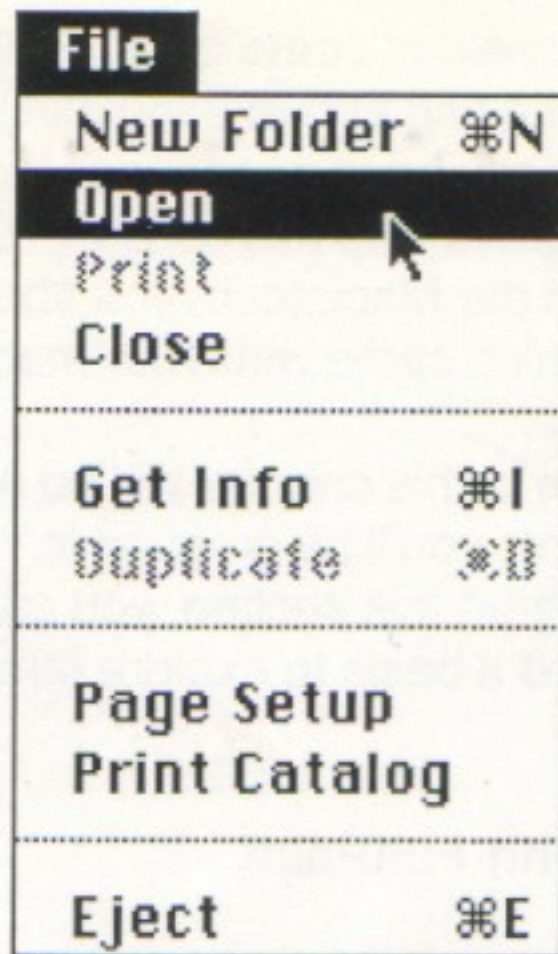 File
New Folder ⌘N
Open
Print
Close
Get Info ⌘I
Duplicate ⌘D
Page Setup
Print Catalog
Eject ⌘E